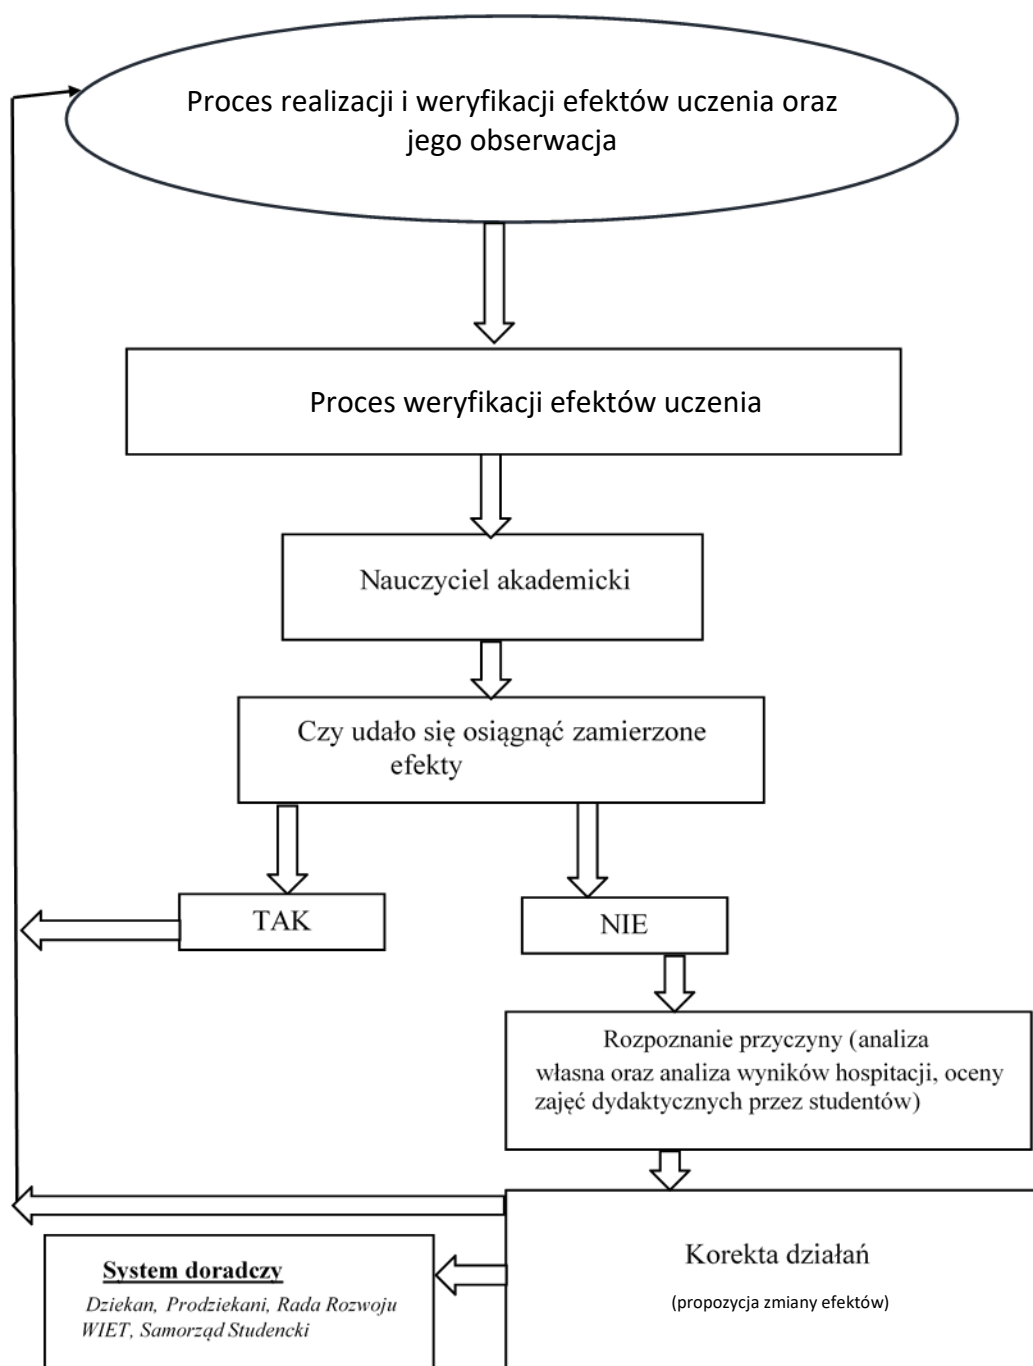 Proces realizacji i weryfikacji efektów uczenia oraz
jego obserwacja
Proces weryfikacji efektów uczenia
Nauczyciel akademicki
Czy udało się osiągnąć zamierzone
efekty
TAK
NIE
Rozpoznanie przyczyny (analiza
własna oraz analiza wyników hospitacji, oceny
zajęć dydaktycznych przez studentów)
Korekta działań
(propozycja zmiany efektów)
System doradczy
Dziekan, Prodziekani, Rada Rozwoju
WIET, Samorząd Studencki